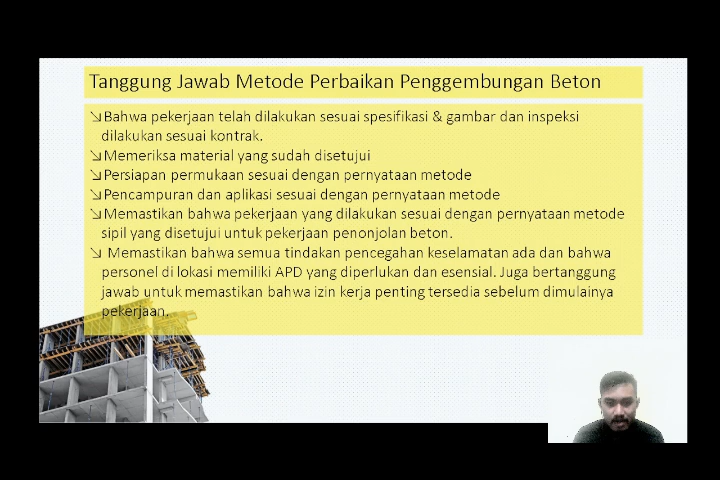 Tanggung Jawab Metode Perbaikan Penggembungan Beton
↘Bahwa pekerjaan telah dilakukan sesuai spesifikasi & gambar dan inspeksi
dilakukan sesuai kontrak.
↘Memeriksa material yang sudah disetujui
↘Persiapan permukaan sesuai dengan pernyataan metode
↘Pencampuran dan aplikasi sesuai dengan pernyataan metode
↘Memastikan bahwa pekerjaan yang dilakukan sesuai dengan pernyataan metode
sipil yang disetujui untuk pekerjaan penonjolan beton.
↘ Memastikan bahwa semua tindakan pencegahan keselamatan ada dan bahwa
personel di lokasi memiliki APD yang diperlukan dan esensial. Juga bertanggung
jawab untuk memastikan bahwa izin kerja penting tersedia sebelum dimulainya
pekerjaan.